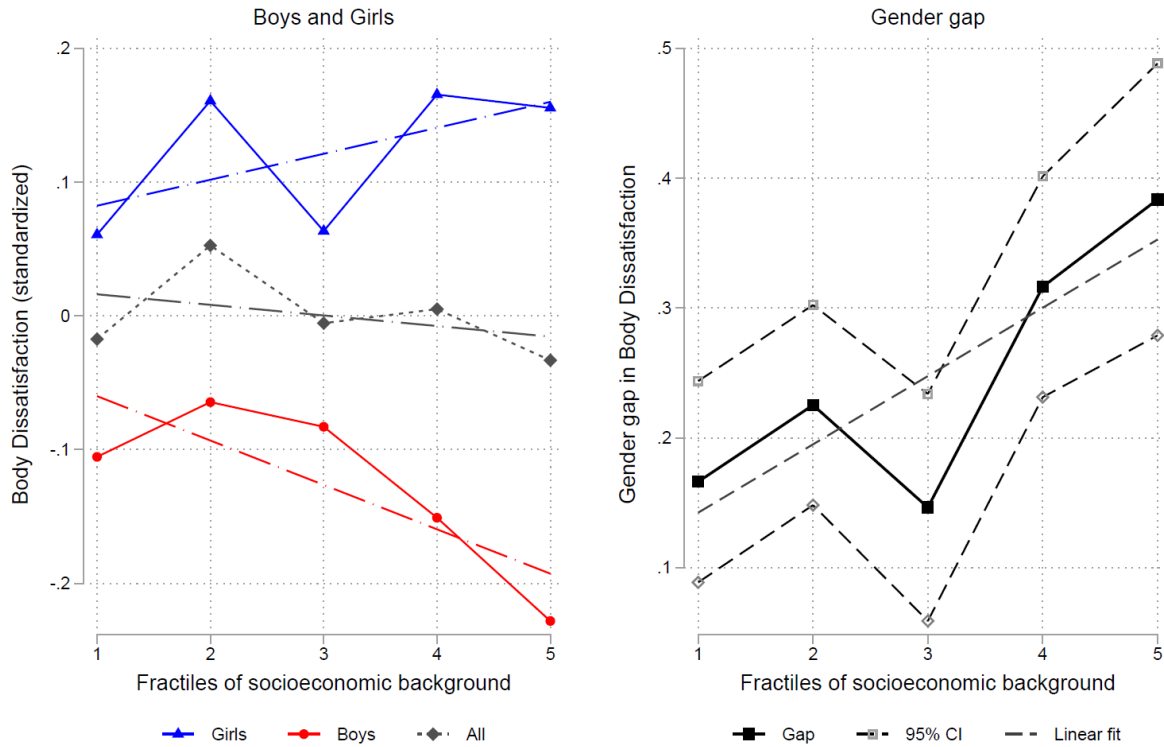 Boys and Girls
Body Dissatisfaction (standardized)
.2
.1
0
-.1
-.2
1 2 3 4 5
Fractiles of socioeconomic background
Girls Boys All
Gender gap
Gender gap in Body Dissatisfaction
.5
.4
.3
.2
.1
1 2 3 4 5
Fractiles of socioeconomic background
Gap 95% CI Linear fit